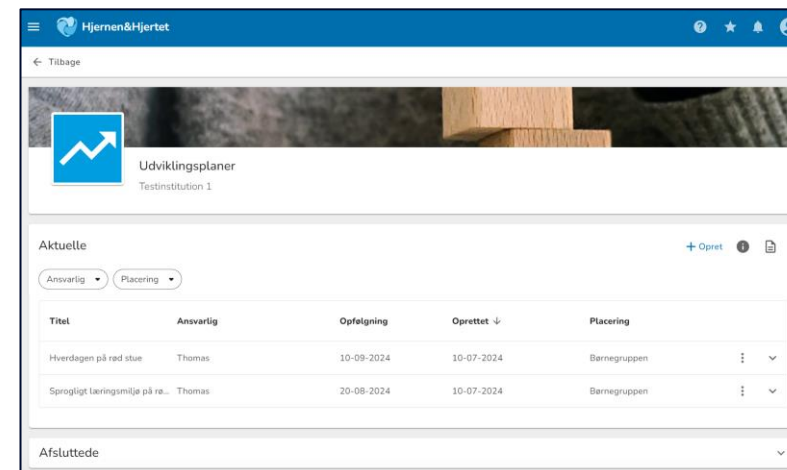 Hjernen&Hjertet
Tilbage
Udviklingsplaner
Testinstitution 1
Aktuelle
Opret
Ansvarlig
Placering
Titel Ansvarlig Opfølgning Oprettet Placering
Hverdagen på rød stue Thomas 10-09-2024 10-07-2024 Børnegruppen
Sprogligt læringsmiljø på rø... Thomas 20-08-2024 10-07-2024 Børnegruppen
Afsluttede